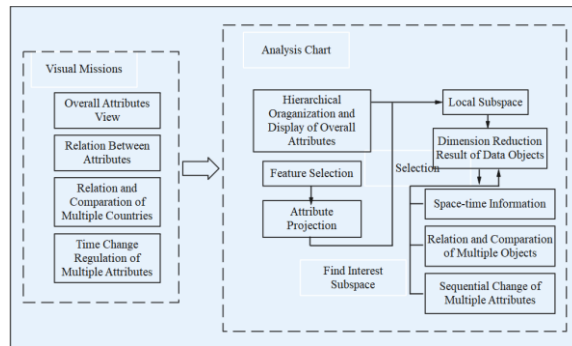 Visual Missions
Overall Attributes
View
Relation Between
Attributes
Relation and
Comparation of
Multiple Countries
Time Change
Regulation of
Multiple Attributes
Analysis Chart
Hierarchical
Oraganization and
Display of Overall
Attributes
Feature Selection
Attribute
Projection
Find Interest
Subspace
Selection
Local Subspace
Dimension Reduction
Result of Data Objects
Space-time Information
Relation and Comparation
of Multiple Objects
Sequential Change of
Multiple Attributes